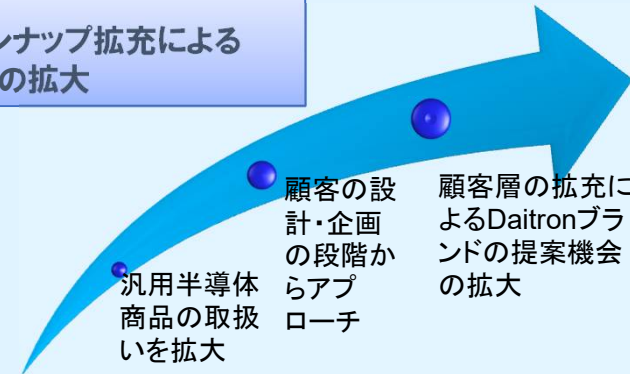 ンナップ拡充による
の拡大
汎用半導体
商品の取扱
いを拡大
顧客の設
計・企画
の段階か
らアプ
ローチ
顧客層の拡充に
よるDaitronブラ
ンドの提案機会
の拡大